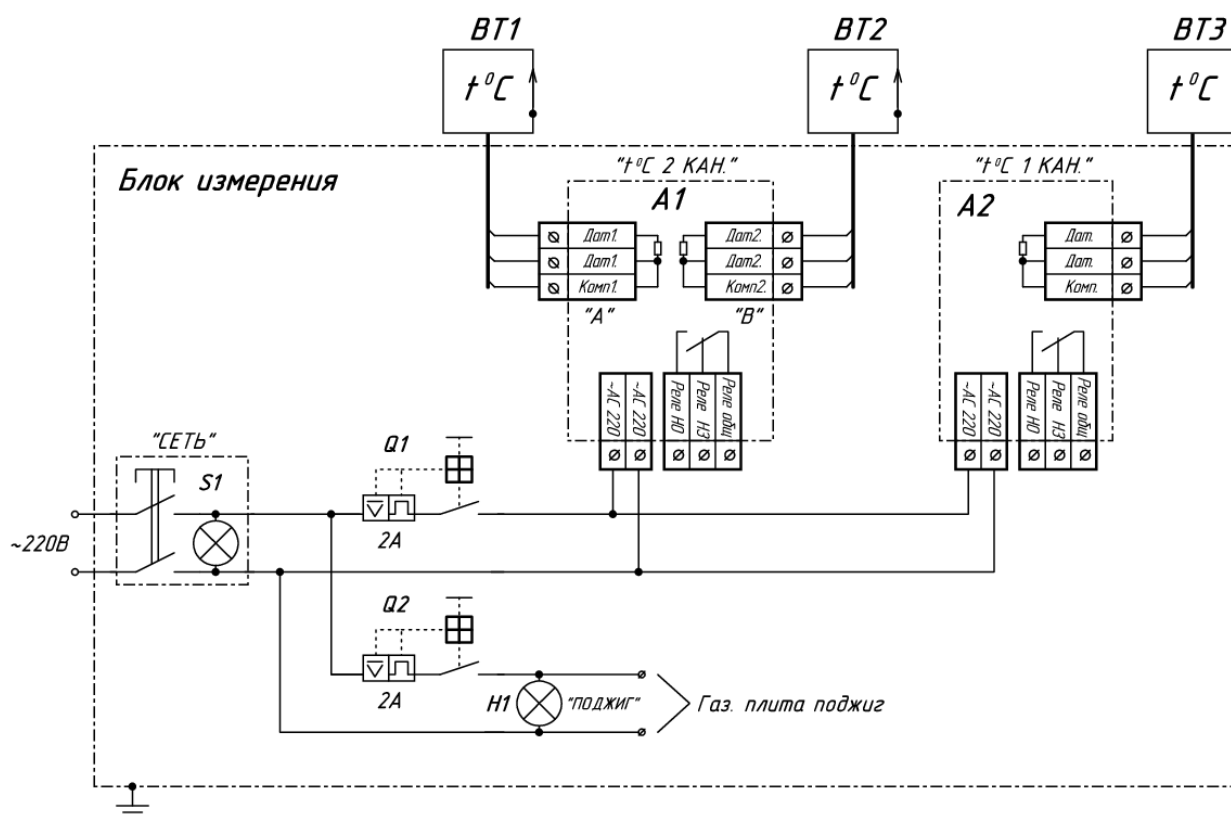 BT1
BT2
BT3
t°C
t°C
t°C
Блок измерения
"t°C 2 КАН."
"t°C 1 КАН."
A1
A2
Дат1.
Дат1.
Комп1.
"A"
Дат2.
Дат2.
Комп2.
"B"
Дат.
Дат.
Комп.
~AC 220
~AC 220
Реле НО
Реле НЗ
Реле общ
~AC 220
~AC 220
Реле НО
Реле НЗ
Реле общ
"СЕТЬ"
S1
Q1
2A
~220В
Q2
2A
H1
"ПОДЖИГ"
Газ. плита поджиг